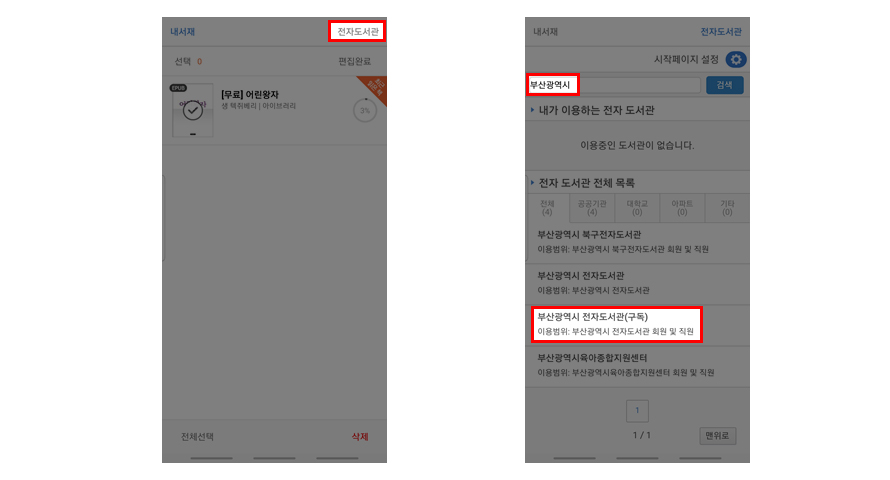 내서재
전자도서관
선택 0
편집완료
EPUB
[무료] 어린왕자
생 텍쥐베리 | 아이브러리
3%
전체선택
삭제
내서재
전자도서관
시작페이지 설정
부산광역시
검색
내가 이용하는 전자 도서관
이용중인 도서관이 없습니다.
전자 도서관 전체 목록
전체 (4)
공공기관 (4)
대학교 (0)
아파트 (0)
기타 (0)
부산광역시 북구전자도서관
이용범위: 부산광역시 북구전자도서관 회원 및 직원
부산광역시 전자도서관
이용범위: 부산광역시 전자도서관
부산광역시 전자도서관(구독)
이용범위: 부산광역시 전자도서관 회원 및 직원
부산광역시육아종합지원센터
이용범위: 부산광역시육아종합지원센터 회원 및 직원
1
1 / 1
맨위로